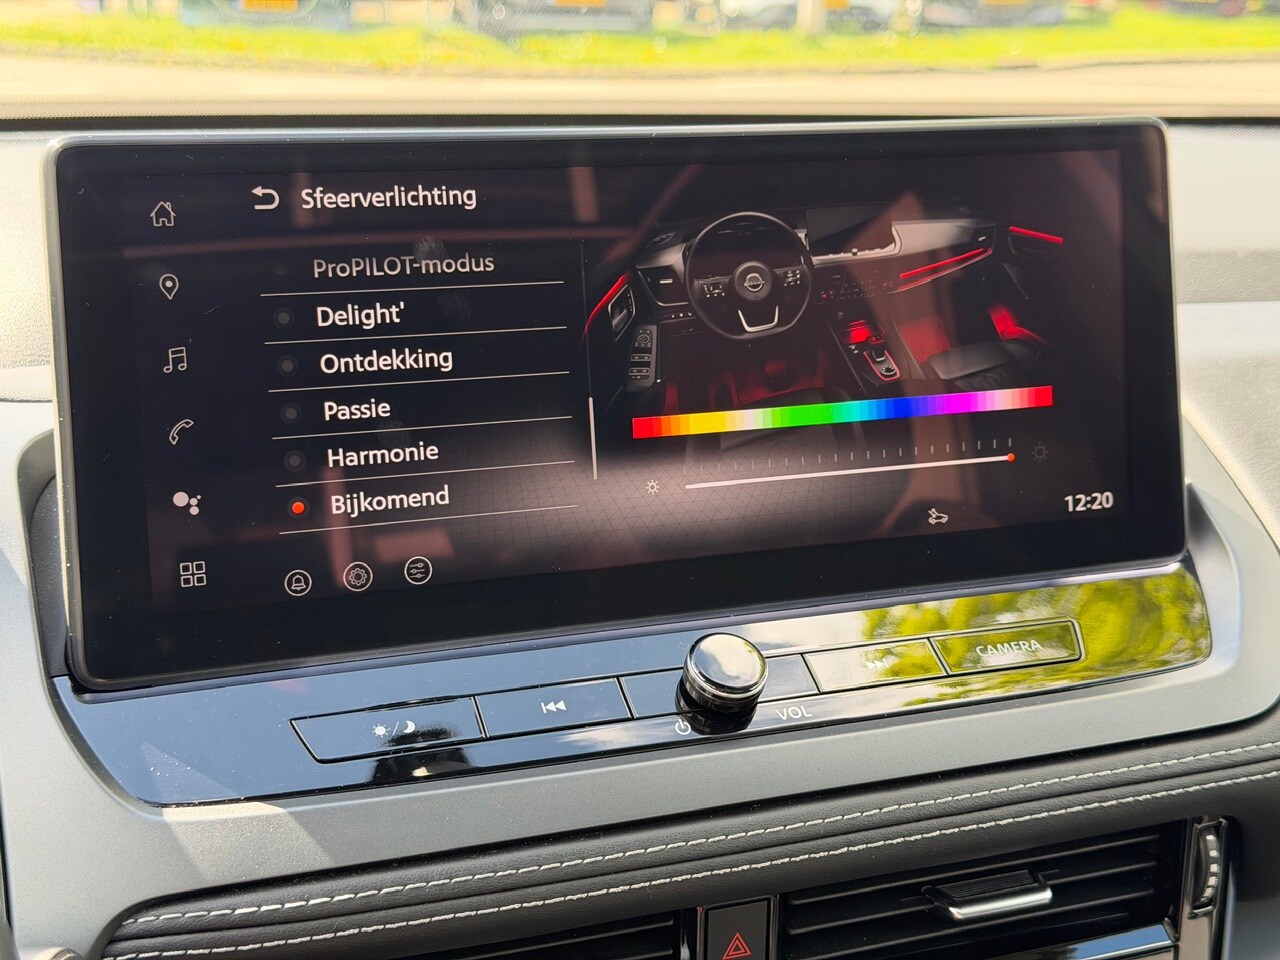 Sfeerverlichting
ProPILOT-modus
Delight'
Ontdekking
Passie
Harmonie
Bijkomend
12:20
CAMERA
VOL